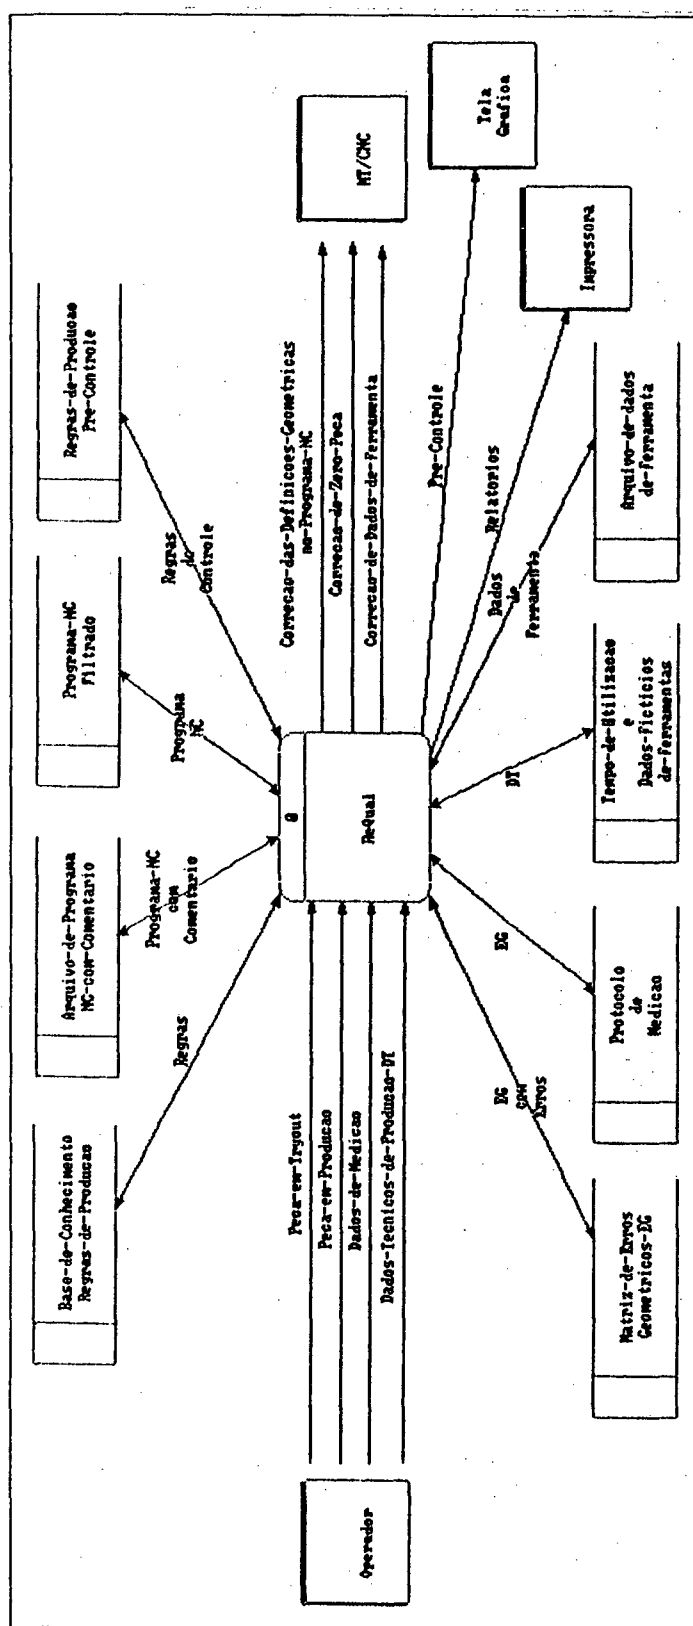 Base-de-Conhecimento
Regras-de-Producao
Arquivo-de-Programa
NC-com-Comentario
Programa-NC
Filtrado
Regras-de-Producao
Pre-Controle
Regras
Programa-NC
com
Comentario
Programa
NC
Regras
de
Controle
Operador
Peca-em-Tryout
Peca-em-Producao
Dados-de-Medicao
Dados-Tecnicos-de-Producao-DT
0
ReQual
Correcao-das-Definicoes-Geometricas
no-Programa-NC
Correcao-de-Zero-Peca
Correcao-de-Dados-de-Ferramenta
MT/CNC
Pre-Controle
Tela
Grafica
Relatorios
Impressora
EG
com
Erros
EG
DT
Dados
de
Ferramenta
Matriz-de-Erros
Geometricos-EG
Protocolo
de
Medicao
Tempo-de-Utilizacao
e
Dados-ficticios
de-ferramentas
Arquivo-de-dados
de-ferramenta